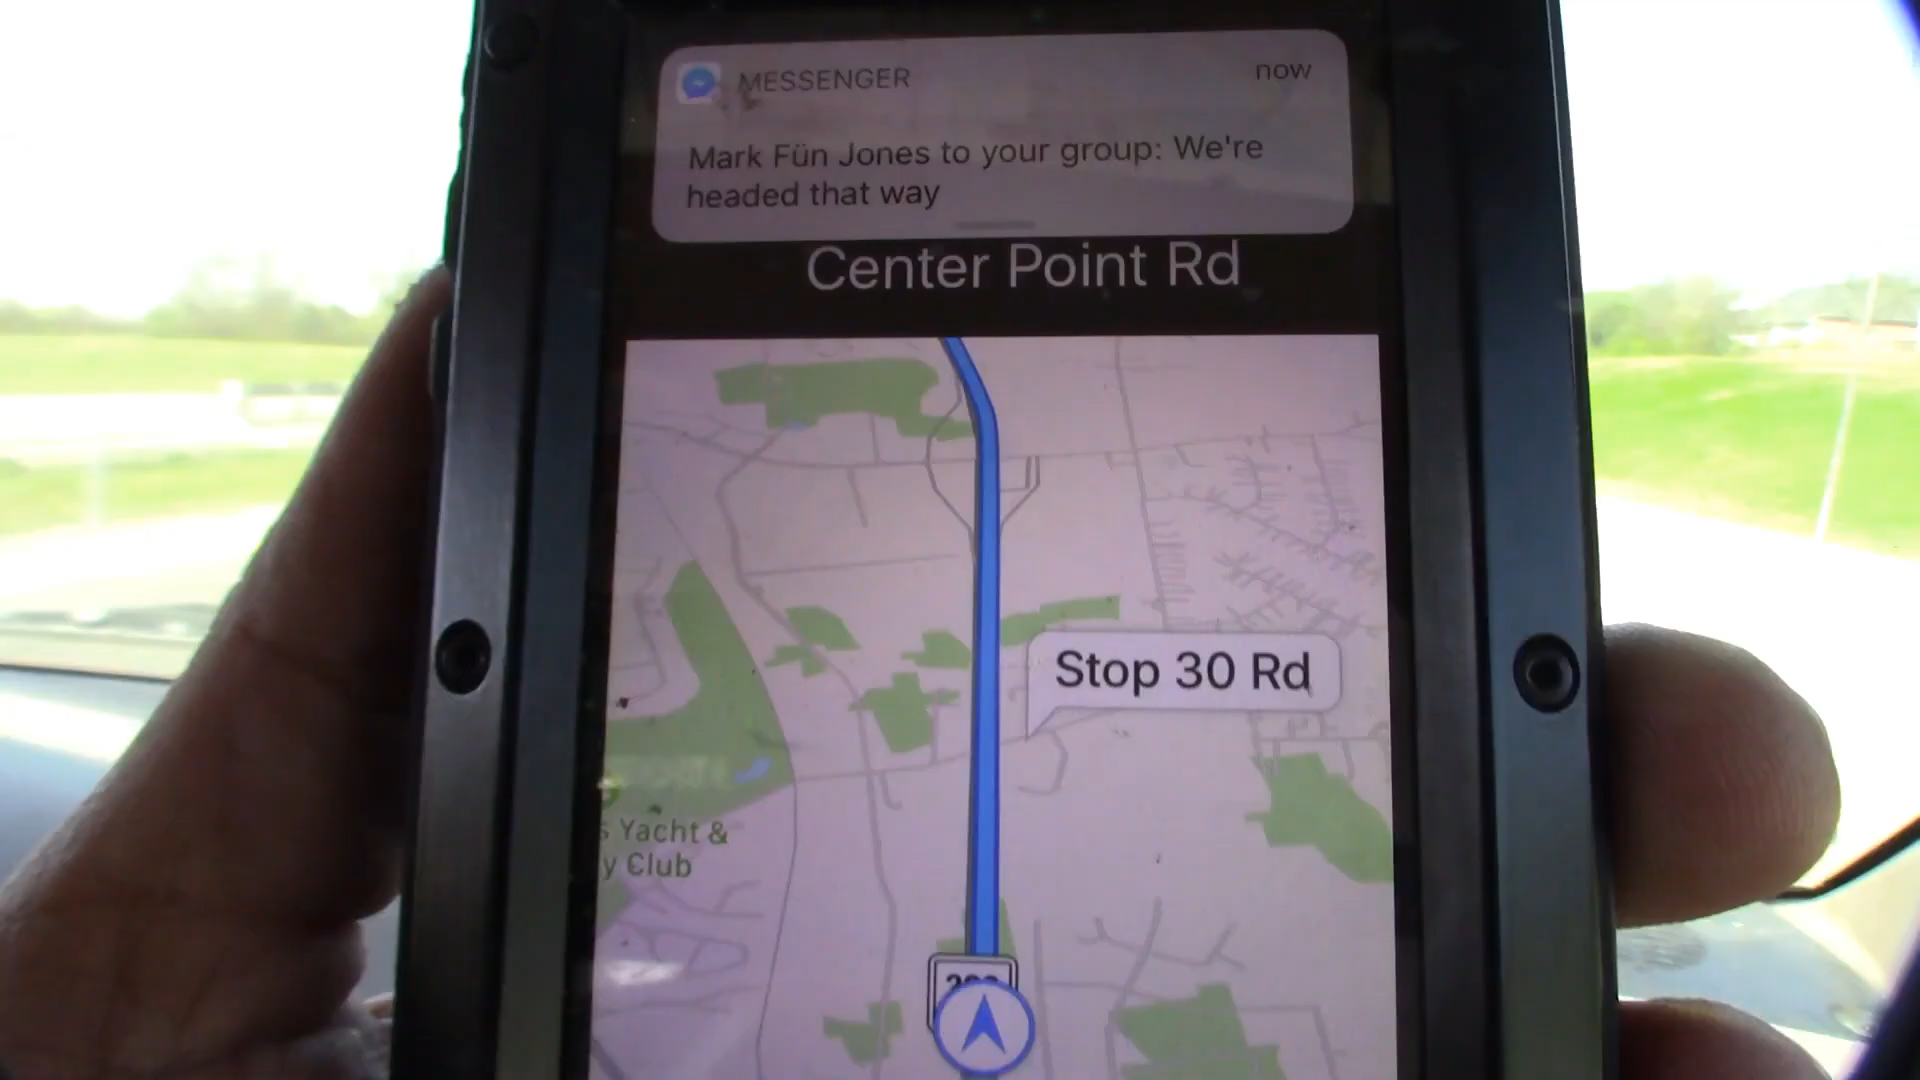 MESSENGER
now
Mark Fün Jones to your group: We're
headed that way
Center Point Rd
Stop 30 Rd
s Yacht &
y Club